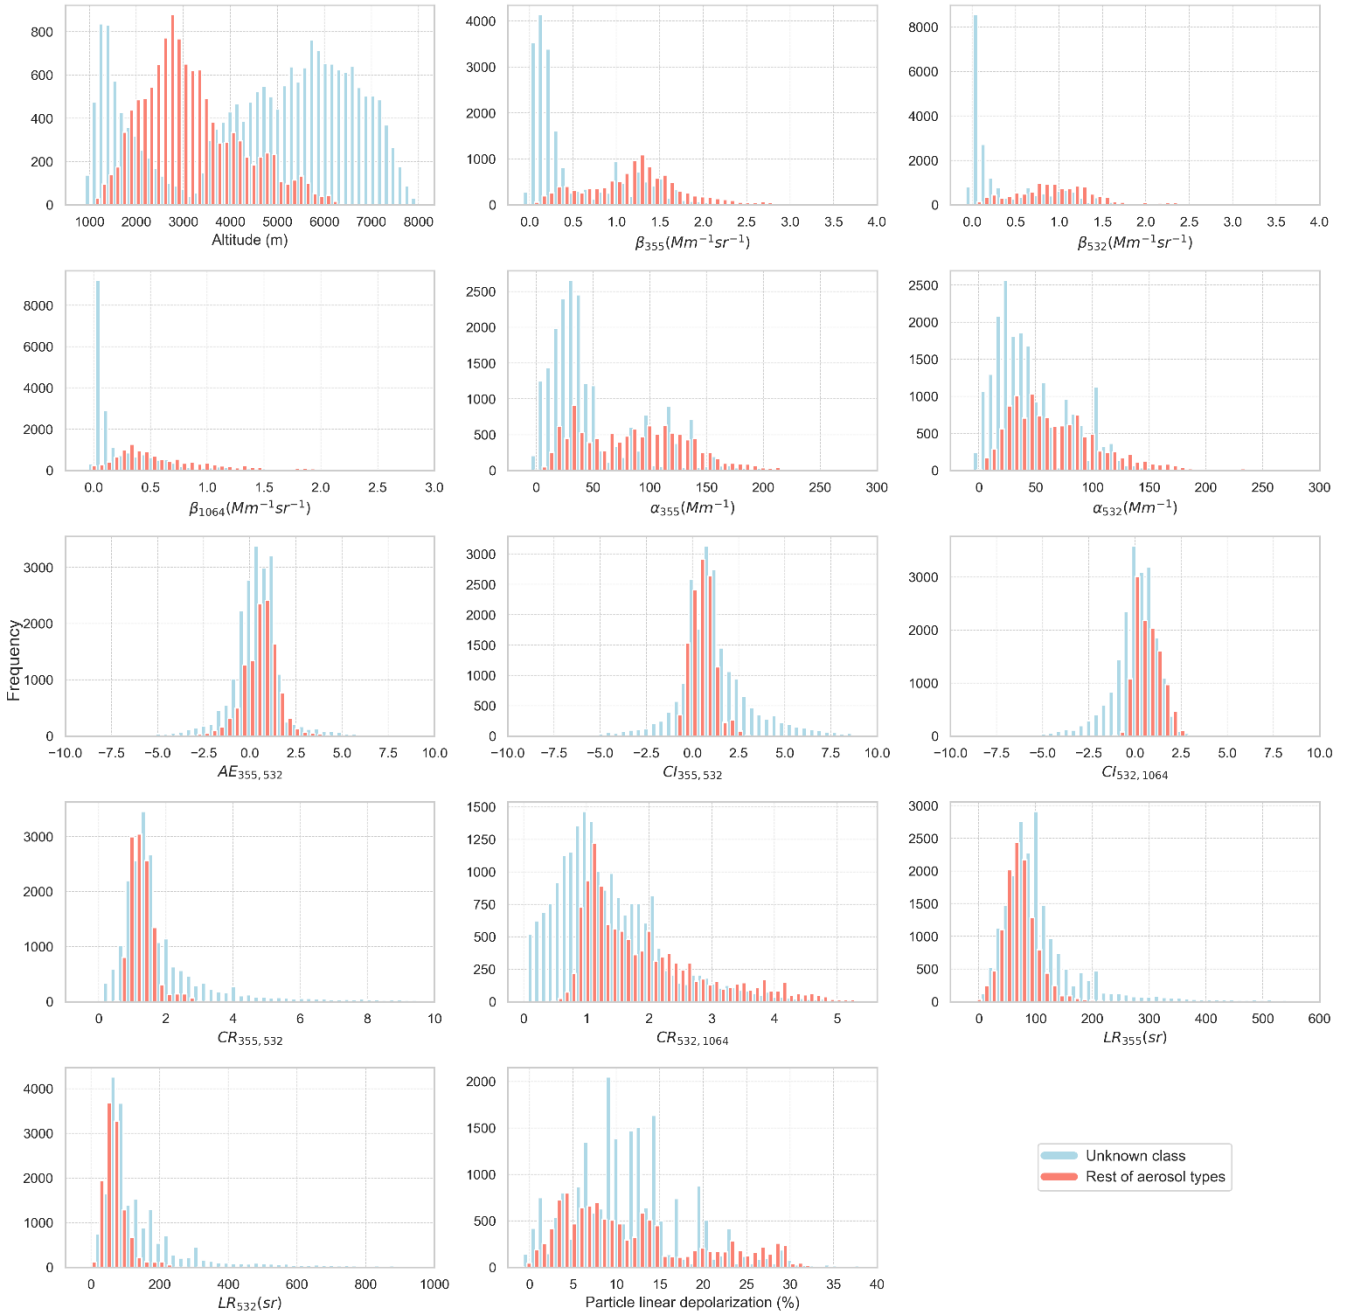 800
600
400
200
0
1000 2000 3000 4000 5000 6000 7000 8000
Altitude (m)
4000
3000
2000
1000
0
0.0 0.5 1.0 1.5 2.0 2.5 3.0 3.5 4.0
β355(Mm⁻¹sr⁻¹)
8000
6000
4000
2000
0
0.0 0.5 1.0 1.5 2.0 2.5 3.0 3.5 4.0
β532(Mm⁻¹sr⁻¹)
8000
6000
4000
2000
0
0.0 0.5 1.0 1.5 2.0 2.5 3.0
β1064(Mm⁻¹sr⁻¹)
2500
2000
1500
1000
500
0
0 50 100 150 200 250 300
α355(Mm⁻¹)
2500
2000
1500
1000
500
0
0 50 100 150 200 250 300
α532(Mm⁻¹)
Frequency
3000
2000
1000
0
−10.0 −7.5 −5.0 −2.5 0.0 2.5 5.0 7.5 10.0
AE355, 532
3000
2500
2000
1500
1000
500
0
−10.0 −7.5 −5.0 −2.5 0.0 2.5 5.0 7.5 10.0
CI355, 532
3000
2000
1000
0
−10.0 −7.5 −5.0 −2.5 0.0 2.5 5.0 7.5 10.0
CI532, 1064
3000
2000
1000
0
0 2 4 6 8 10
CR355, 532
1500
1250
1000
750
500
250
0
0 1 2 3 4 5
CR532, 1064
3000
2500
2000
1500
1000
500
0
0 100 200 300 400 500 600
LR355(sr)
4000
3000
2000
1000
0
0 200 400 600 800 1000
LR532(sr)
2000
1500
1000
500
0
0 5 10 15 20 25 30 35 40
Particle linear depolarization (%)
Unknown class
Rest of aerosol types